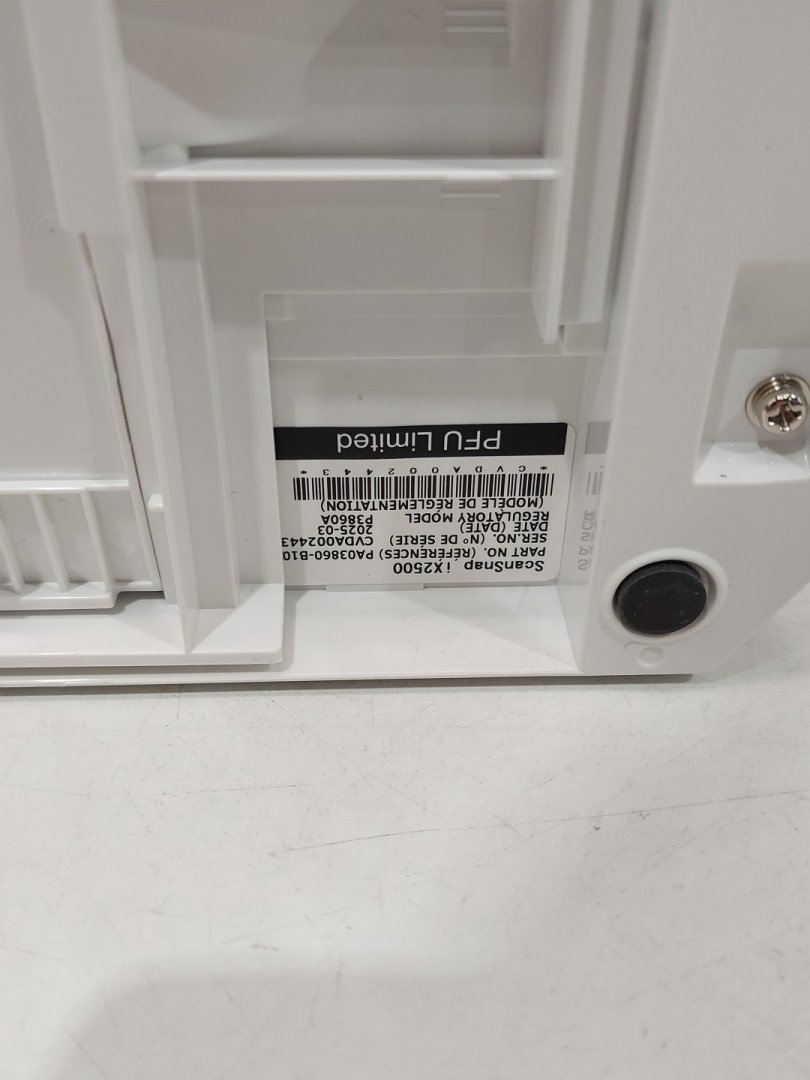 ScanSnap iX2500
PART NO. (RÉFÉRENCES) PA03860-B10
SER.NO. (N° DE SÉRIE) CVDA002443
DATE (DATE) 2025-03
REGULATORY MODEL P3860A
(MODÈLE DE RÉGLEMENTATION)
*CVDA002443*
PFU Limited